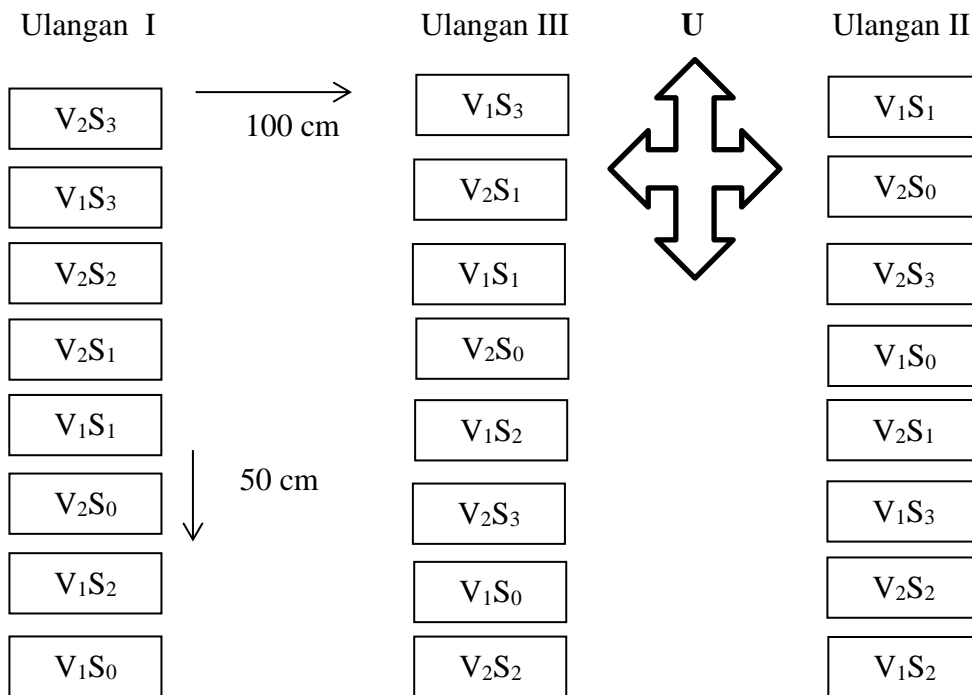 Ulangan I Ulangan III U Ulangan II
V₂S₃ 100 cm V₁S₃ V₁S₁
V₁S₃ V₂S₁ V₂S₀
V₂S₂ V₁S₁ V₂S₃
V₂S₁ V₂S₀ V₁S₀
V₁S₁ V₁S₂ V₂S₁
V₂S₀ 50 cm V₂S₃ V₁S₃
V₁S₂ V₁S₀ V₂S₂
V₁S₀ V₂S₂ V₁S₂